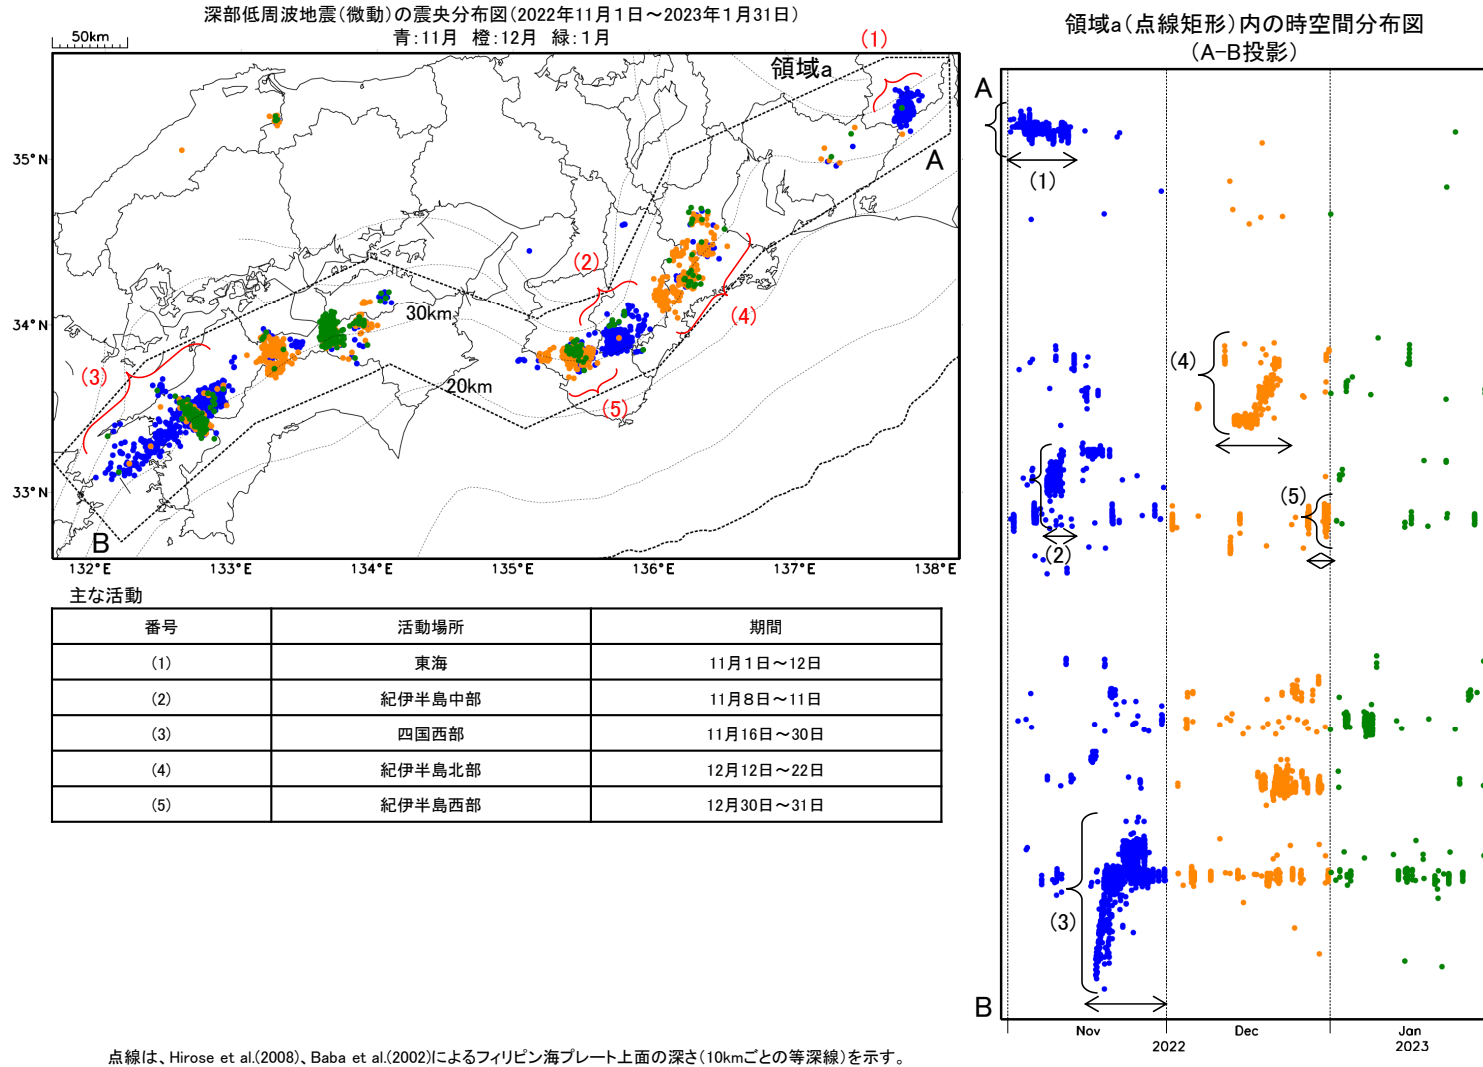 深部低周波地震(微動)の震央分布図(2022年11月1日～2023年1月31日)
青:11月 橙:12月 緑:1月
50km
(1)
領域a
A
35°N
(2)
30km
(4)
34°N
(3)
20km
(5)
33°N
B
132°E
133°E
134°E
135°E
136°E
137°E
138°E
主な活動
番号 活動場所 期間
(1) 東海 11月1日～12日
(2) 紀伊半島中部 11月8日～11日
(3) 四国西部 11月16日～30日
(4) 紀伊半島北部 12月12日～22日
(5) 紀伊半島西部 12月30日～31日
点線は、Hirose et al.(2008)、Baba et al.(2002)によるフィリピン海プレート上面の深さ(10kmごとの等深線)を示す。
領域a(点線矩形)内の時空間分布図
(A-B投影)
A
(1)
(4)
(5)
(2)
(3)
B
Nov Dec Jan
2022 2023